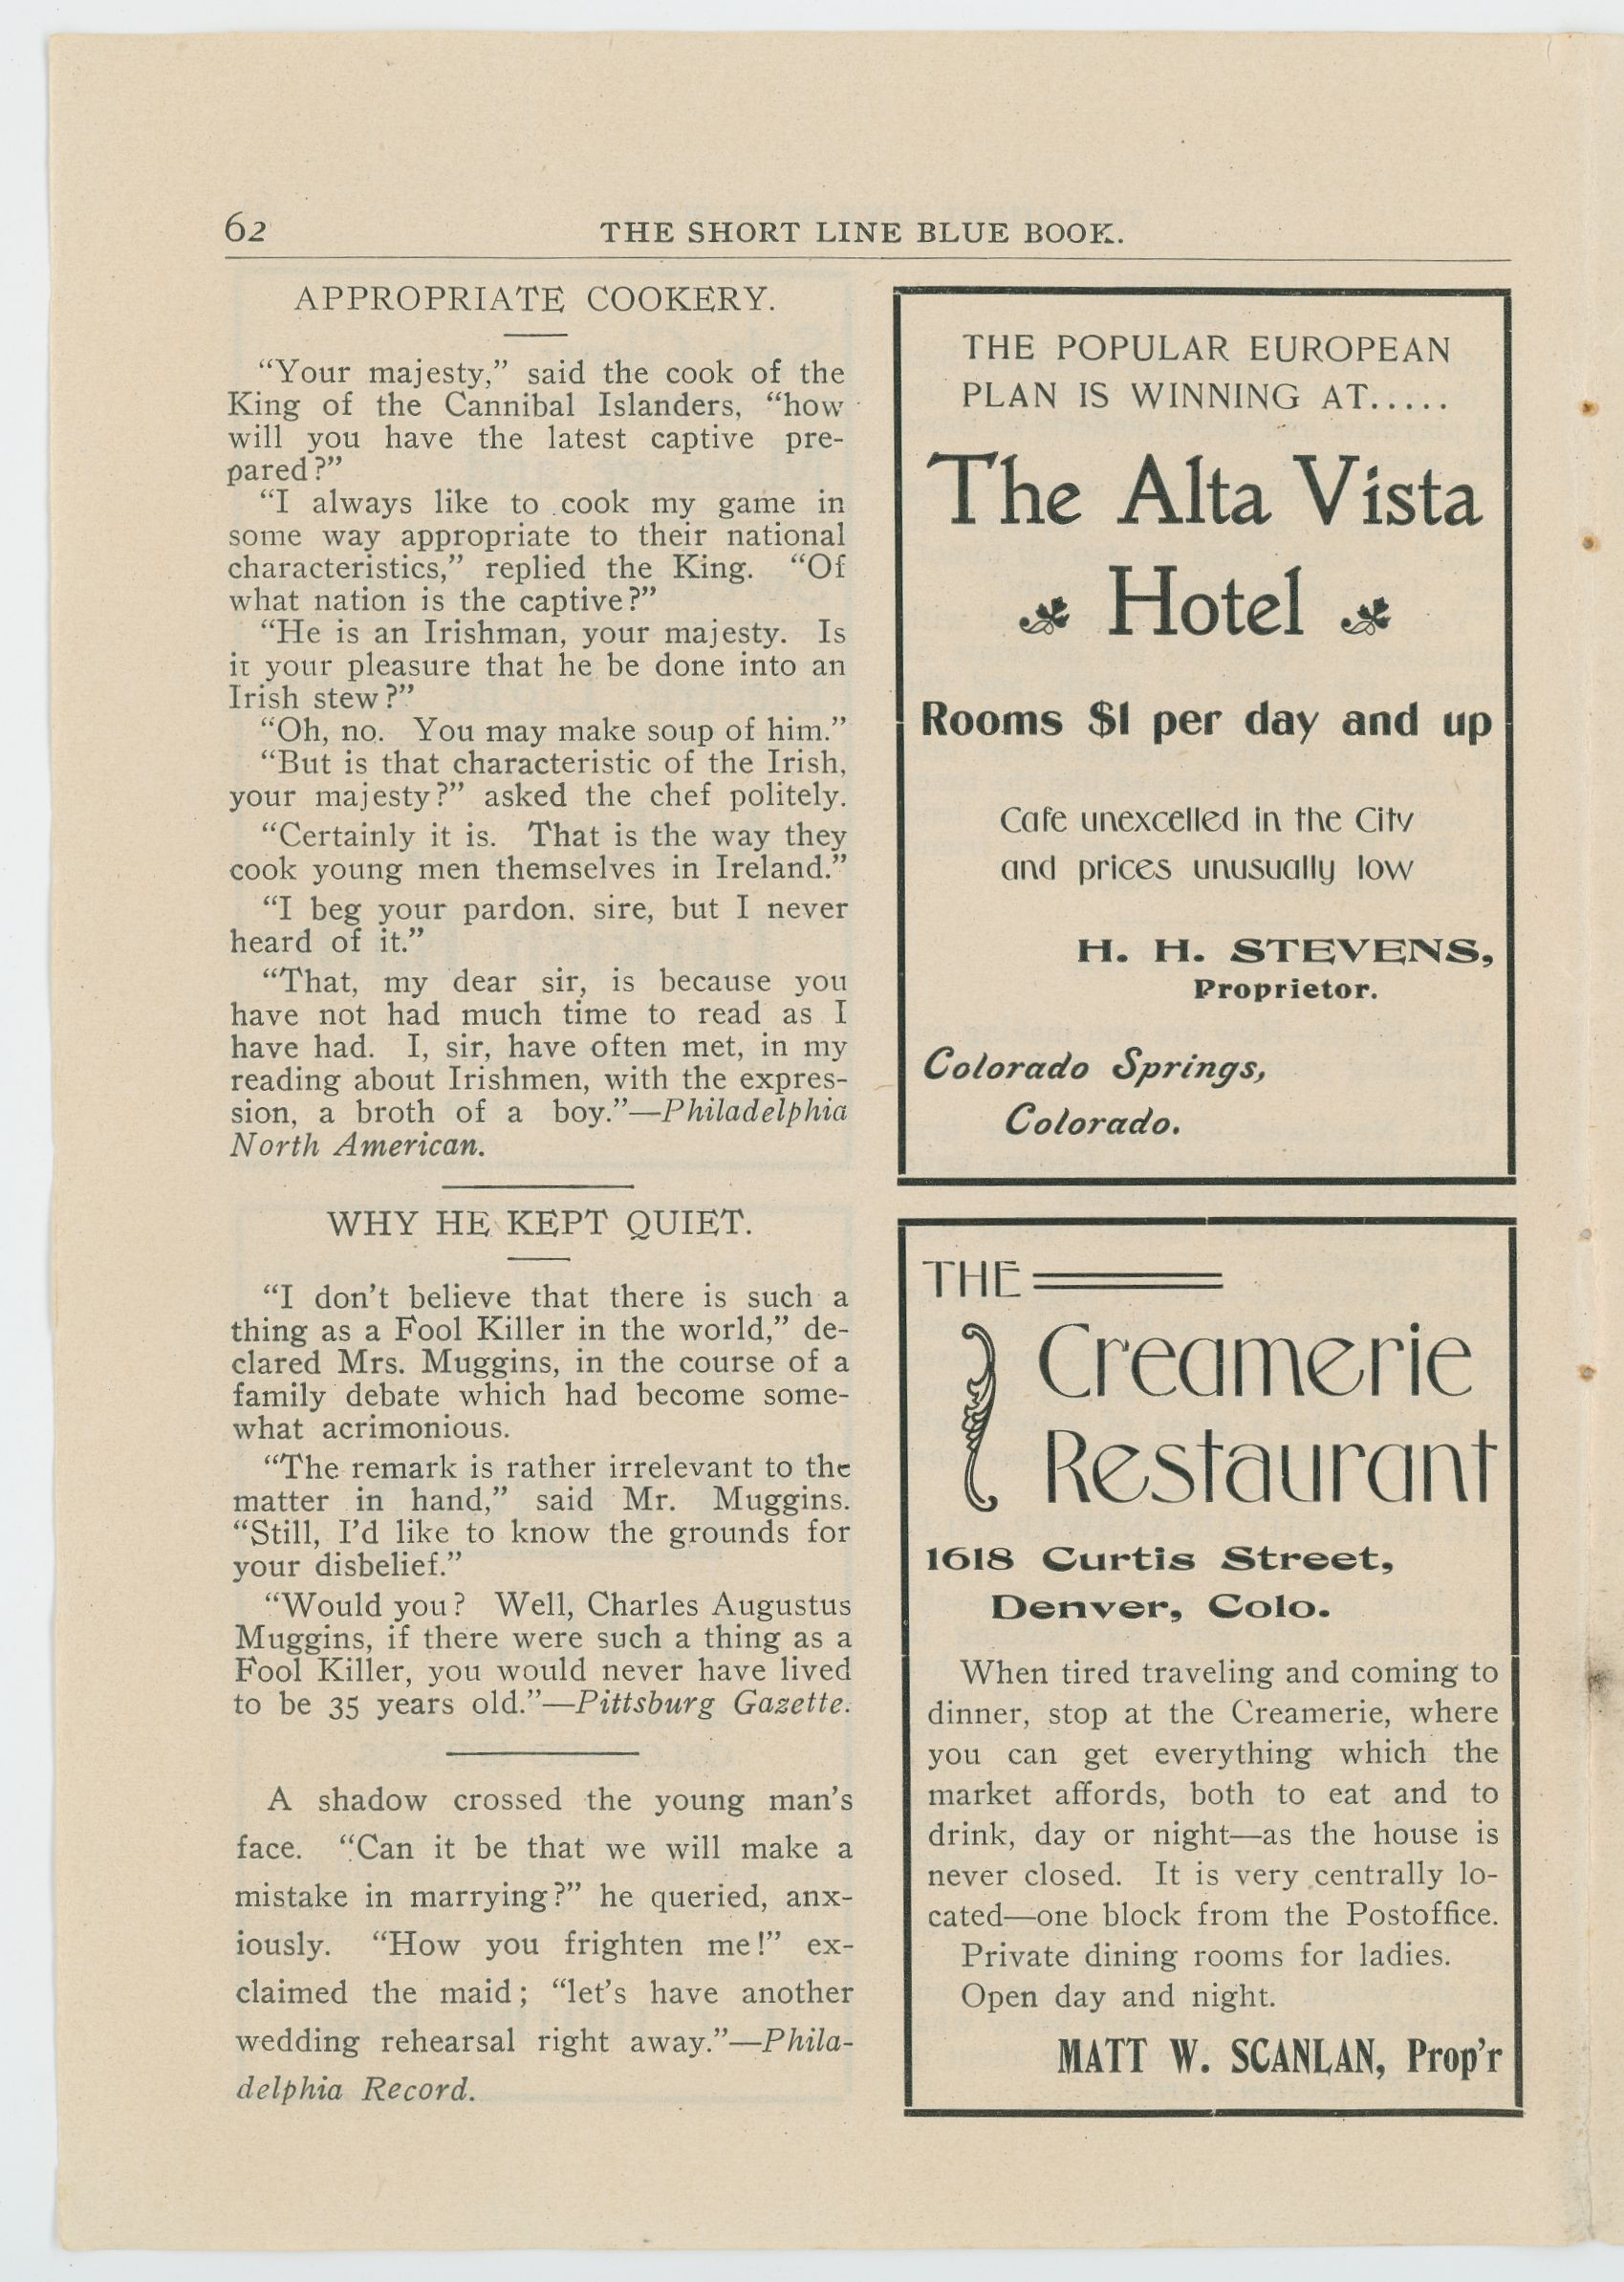 62
THE SHORT LINE BLUE BOOK.
APPROPRIATE COOKERY.
“Your majesty,” said the cook of the
King of the Cannibal Islanders, “how
will you have the latest captive pre-
pared?”
“I always like to cook my game in
some way appropriate to their national
characteristics,” replied the King. “Of
what nation is the captive?”
“He is an Irishman, your majesty. Is
it your pleasure that he be done into an
Irish stew?”
“Oh, no. You may make soup of him.”
“But is that characteristic of the Irish,
your majesty?” asked the chef politely.
“Certainly it is. That is the way they
cook young men themselves in Ireland.”
“I beg your pardon, sire, but I never
heard of it.”
“That, my dear sir, is because you
have not had much time to read as I
have had. I, sir, have often met, in my
reading about Irishmen, with the expres-
sion, a broth of a boy.”—Philadelphia
North American.
WHY HE KEPT QUIET.
“I don’t believe that there is such a
thing as a Fool Killer in the world,” de-
clared Mrs. Muggins, in the course of a
family debate which had become some-
what acrimonious.
“The remark is rather irrelevant to the
matter in hand,” said Mr. Muggins.
“Still, I’d like to know the grounds for
your disbelief.”
“Would you? Well, Charles Augustus
Muggins, if there were such a thing as a
Fool Killer, you would never have lived
to be 35 years old.”—Pittsburg Gazette.
A shadow crossed the young man’s
face. “Can it be that we will make a
mistake in marrying?” he queried, anx-
iously. “How you frighten me!” ex-
claimed the maid; “let’s have another
wedding rehearsal right away.”—Phila-
delphia Record.
THE POPULAR EUROPEAN
PLAN IS WINNING AT.....
The Alta Vista
Hotel
Rooms $1 per day and up
Cafe unexcelled in the City
and prices unusually low
H. H. STEVENS,
Proprietor.
Colorado Springs,
Colorado.
THE
Creamerie
Restaurant
1618 Curtis Street,
Denver, Colo.
When tired traveling and coming to
dinner, stop at the Creamerie, where
you can get everything which the
market affords, both to eat and to
drink, day or night—as the house is
never closed. It is very centrally lo-
cated—one block from the Postoffice.
Private dining rooms for ladies.
Open day and night.
MATT W. SCANLAN, Prop’r